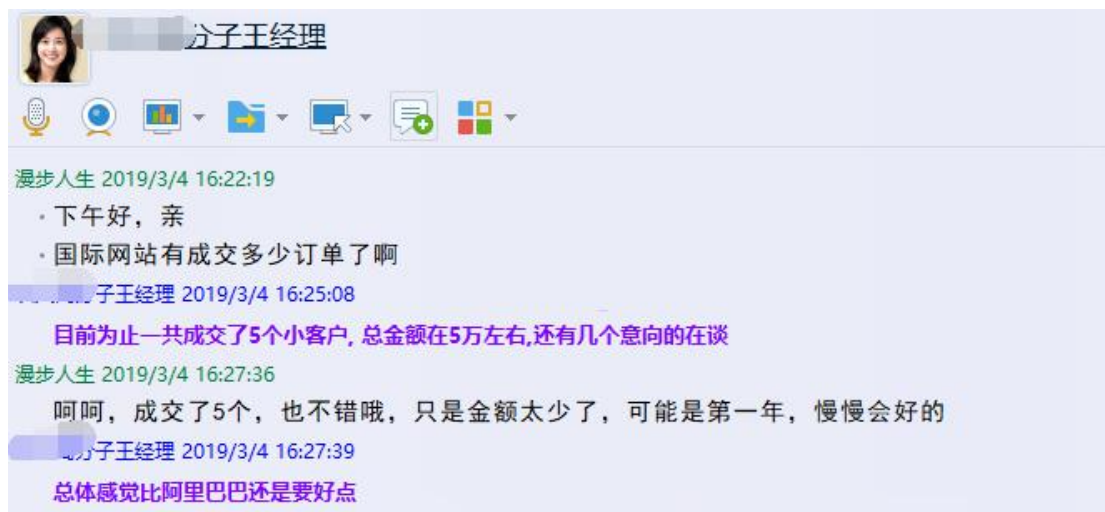 分子王经理
漫步人生 2019/3/4 16:22:19
下午好，亲
国际网站有成交多少订单了啊
子王经理 2019/3/4 16:25:08
目前为止一共成交了5个小客户, 总金额在5万左右,还有几个意向的在谈
漫步人生 2019/3/4 16:27:36
呵呵，成交了5个，也不错哦，只是金额太少了，可能是第一年，慢慢会好的
分子王经理 2019/3/4 16:27:39
总体感觉比阿里巴巴还是要好点